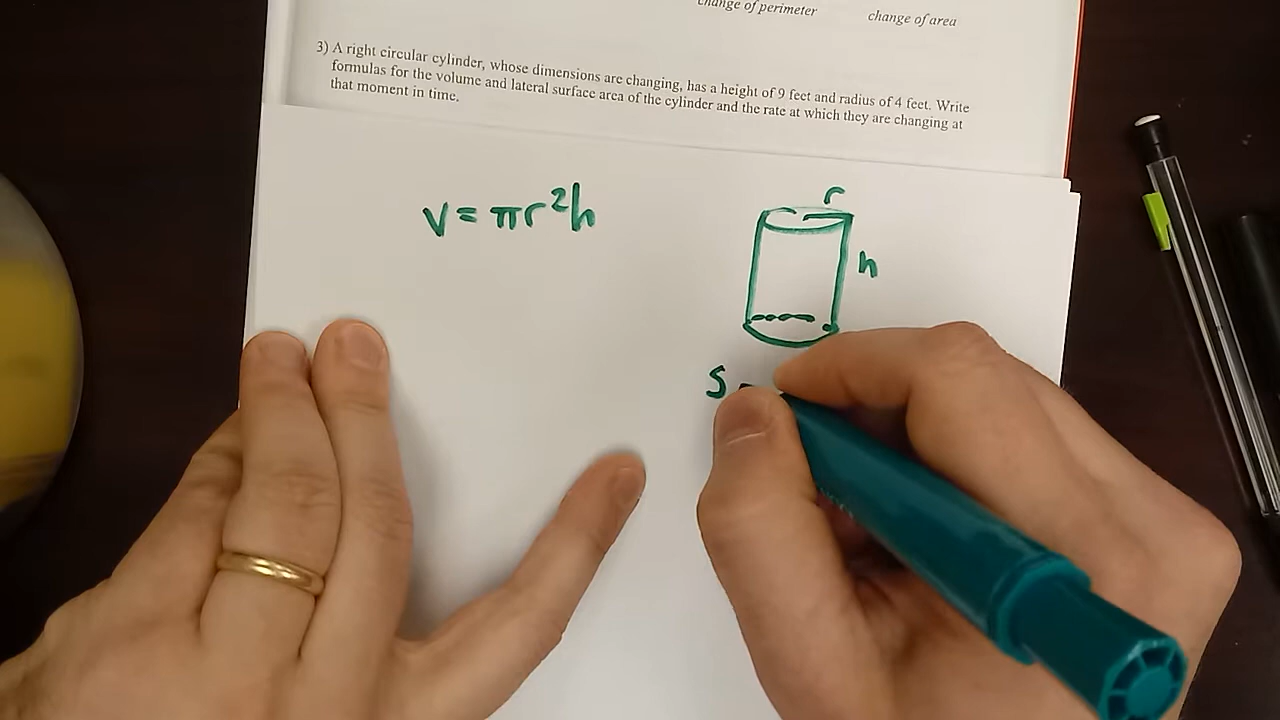 change of perimeter change of area
3) A right circular cylinder, whose dimensions are changing, has a height of 9 feet and radius of 4 feet. Write
formulas for the volume and lateral surface area of the cylinder and the rate at which they are changing at
that moment in time.
V = πr²h
r
h
S